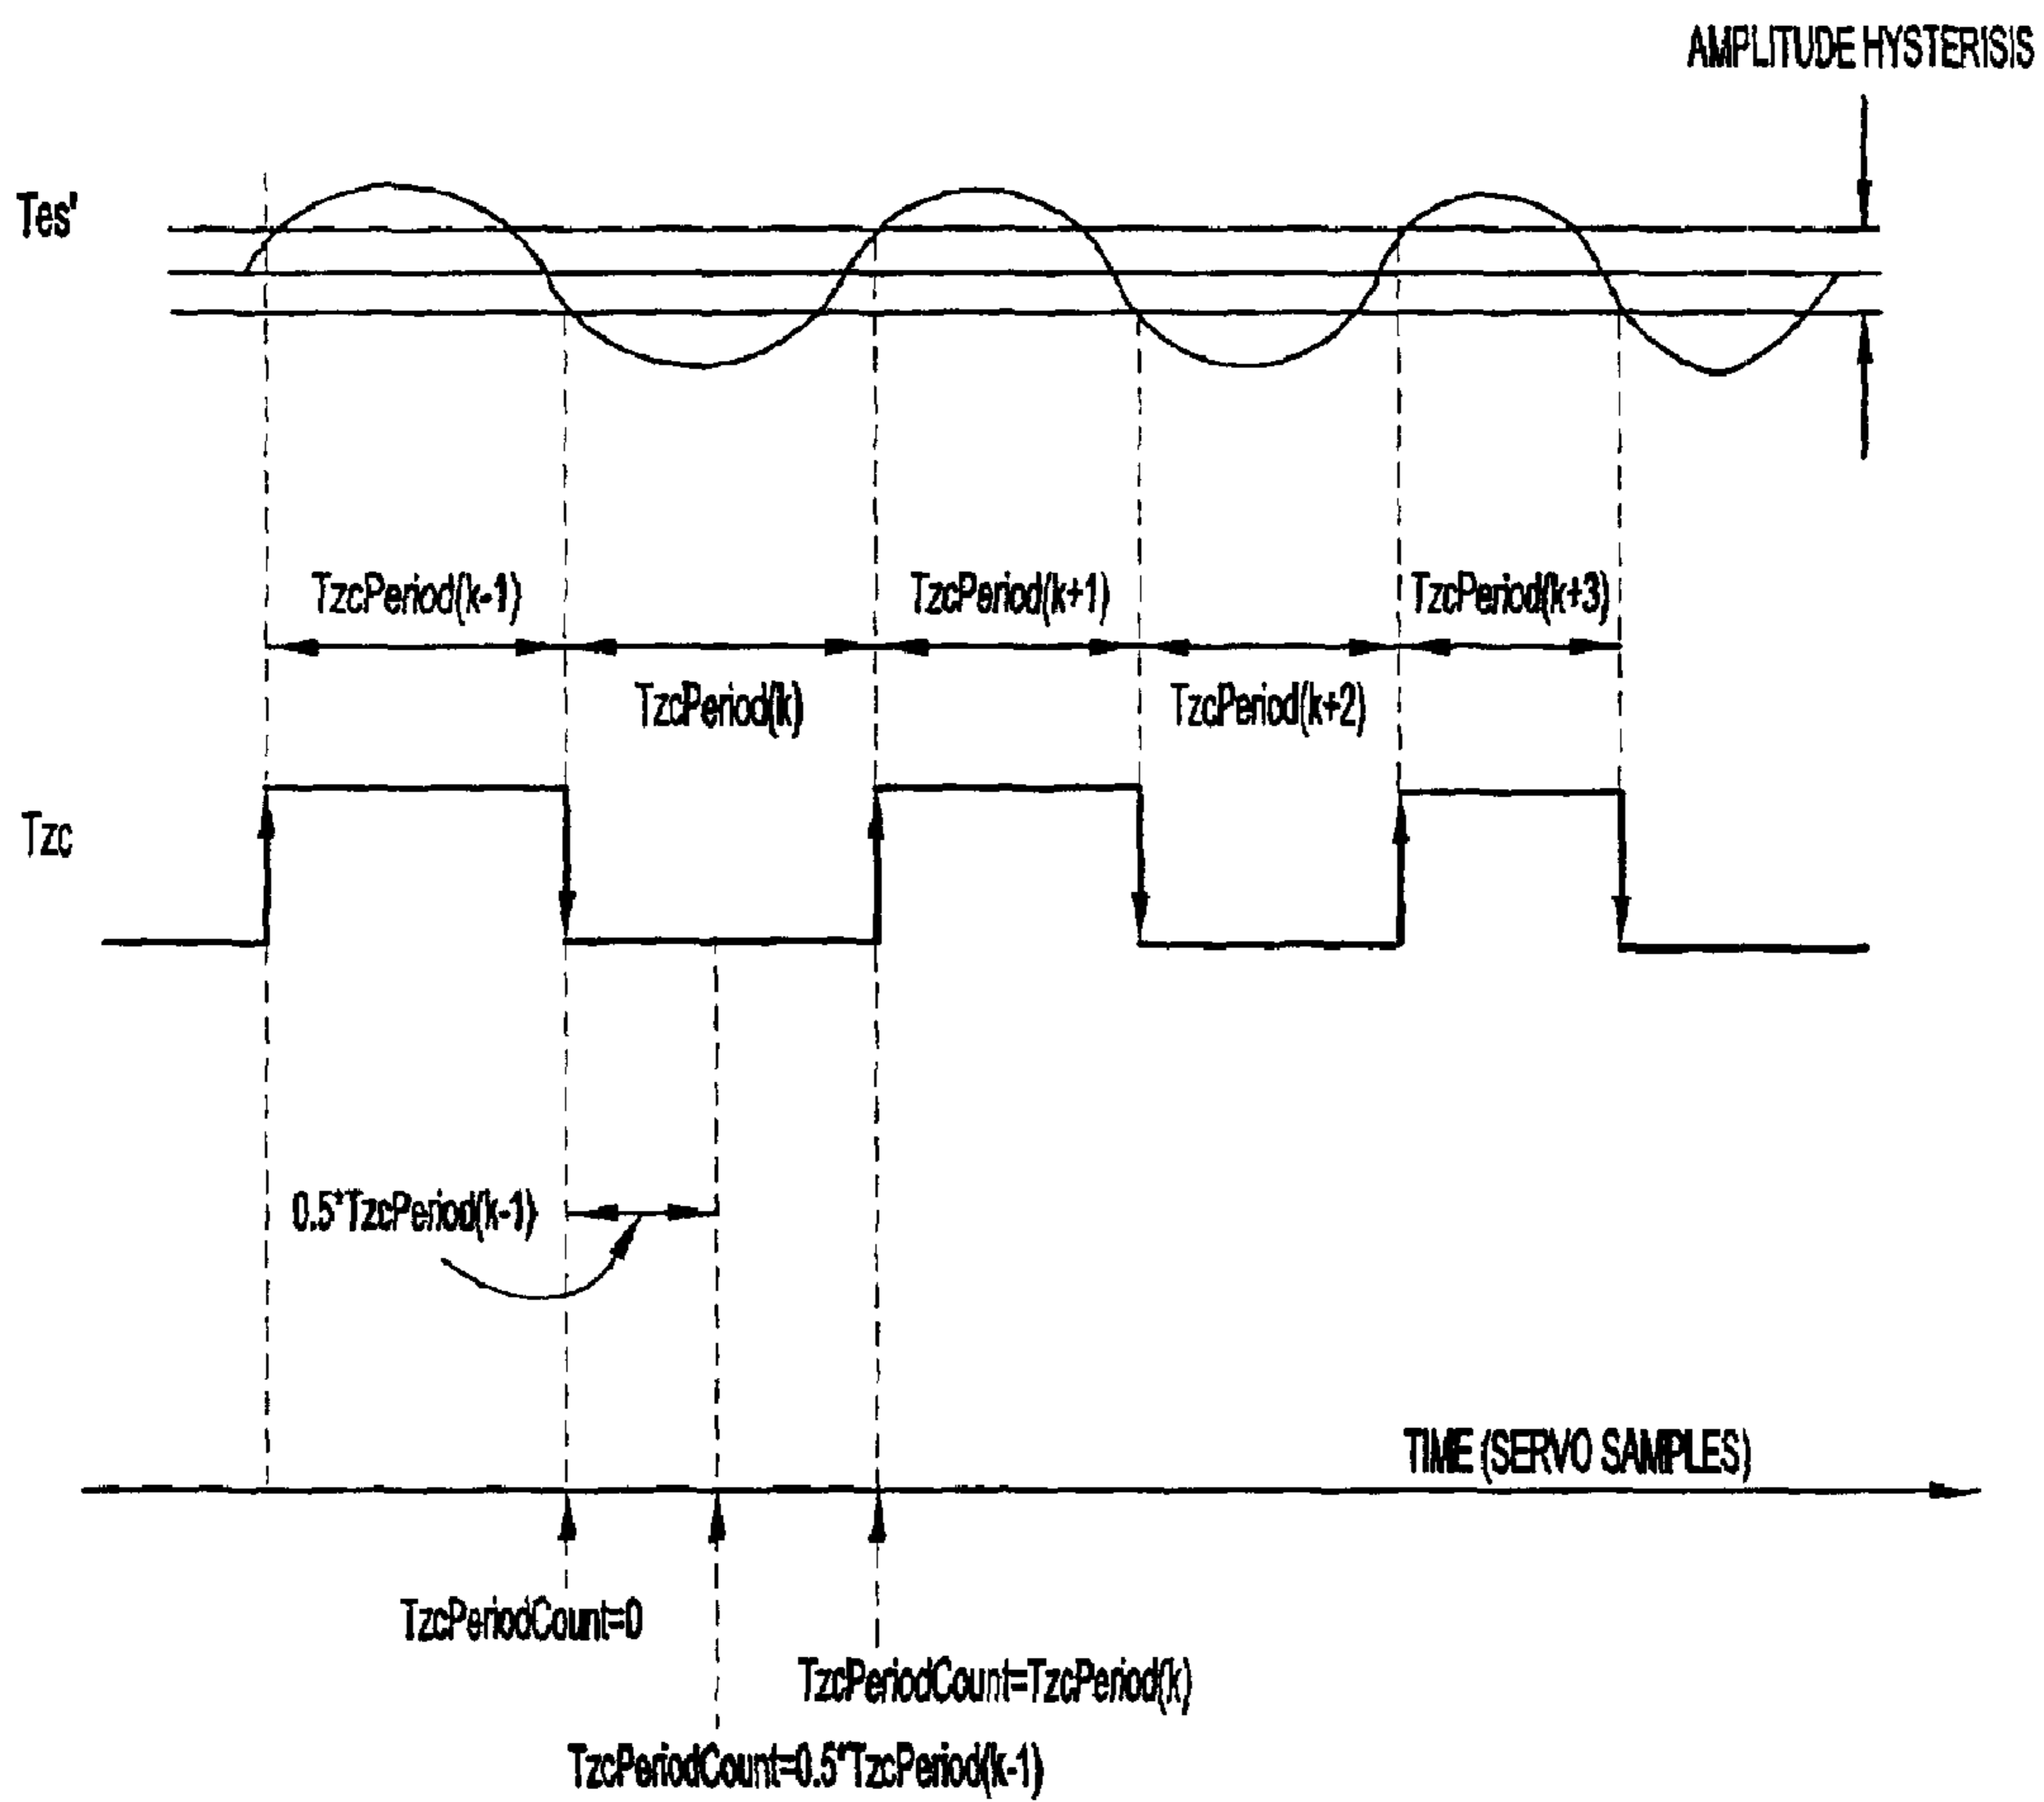 AMPLITUDE HYSTERISIS
Tes'
TzcPeriod(k-1)
TzcPeriod(k+1)
TzcPeriod(k+3)
TzcPeriod(k)
TzcPeriod(k+2)
Tzc
0.5*TzcPeriod(k-1)
TIME (SERVO SAMPLES)
TzcPeriodCount=0
TzcPeriodCount=TzcPeriod(k)
TzcPeriodCount=0.5*TzcPeriod(k-1)